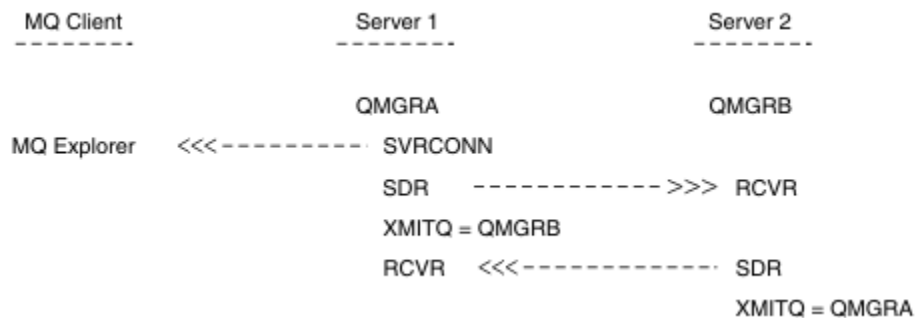 MQ Client Server 1 Server 2
QMGRA QMGRB
MQ Explorer <<<---------- SVRCONN
SDR ------------->>> RCVR
XMITQ = QMGRB
RCVR <<<-------------- SDR
XMITQ = QMGRA